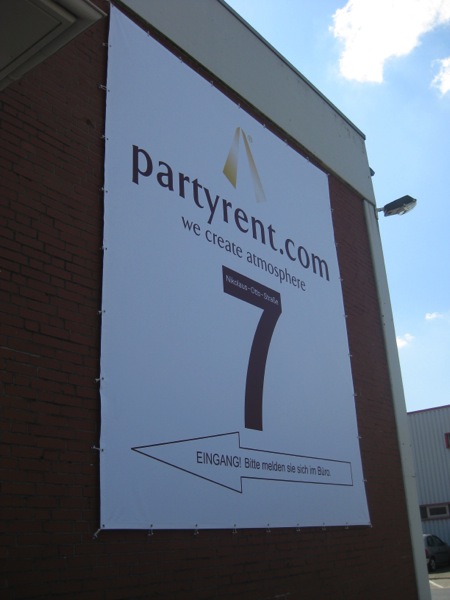 partyrent.com
we create atmosphere
Nikolaus-Otto-Straße
7
EINGANG! Bitte melden sie sich im Büro.